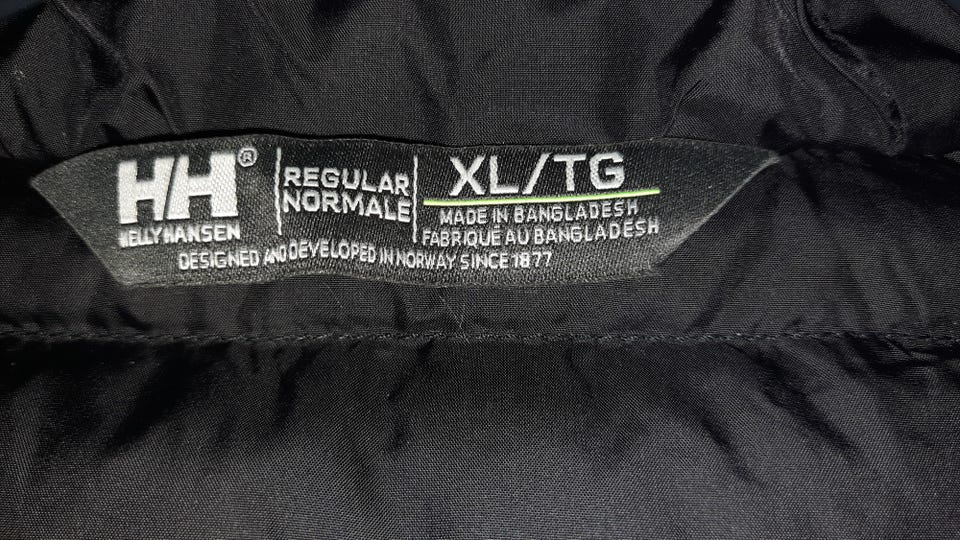 HH®
HELLY HANSEN
REGULAR
NORMALE
XL/TG
MADE IN BANGLADESH
FABRIQUÉ AU BANGLADESH
DESIGNED AND DEVELOPED IN NORWAY SINCE 1877